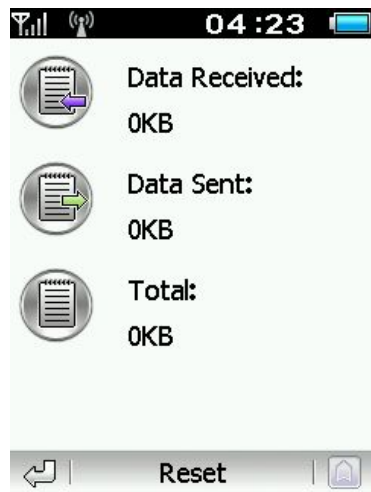 04:23
Data Received:
0KB
Data Sent:
0KB
Total:
0KB
Reset